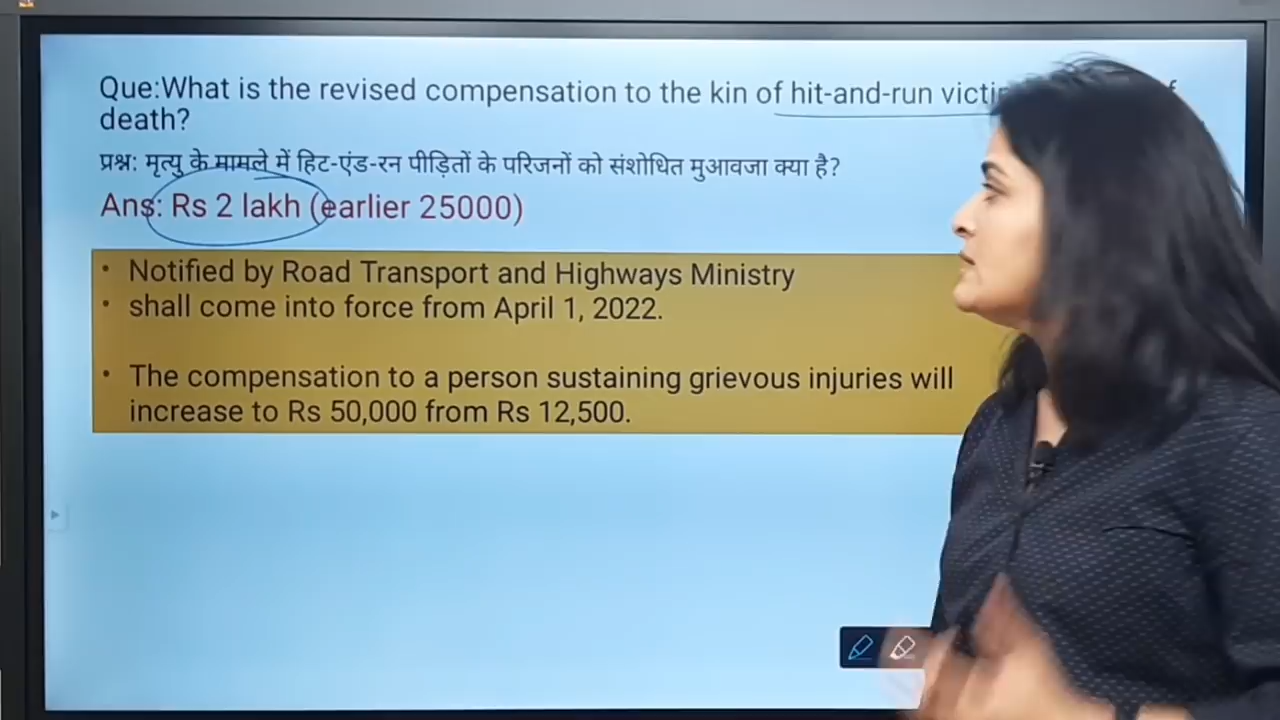 Que:What is the revised compensation to the kin of hit-and-run
death?
प्रश्न: मृत्यु के मामले में हिट-एंड-रन पीड़ितों के परिजनों को संशोधित मुआवजा क्या है?
Ans: Rs 2 lakh (earlier 25000)
• Notified by Road Transport and Highways Ministry
• shall come into force from April 1, 2022.
• The compensation to a person sustaining grievous injuries will
increase to Rs 50,000 from Rs 12,500.